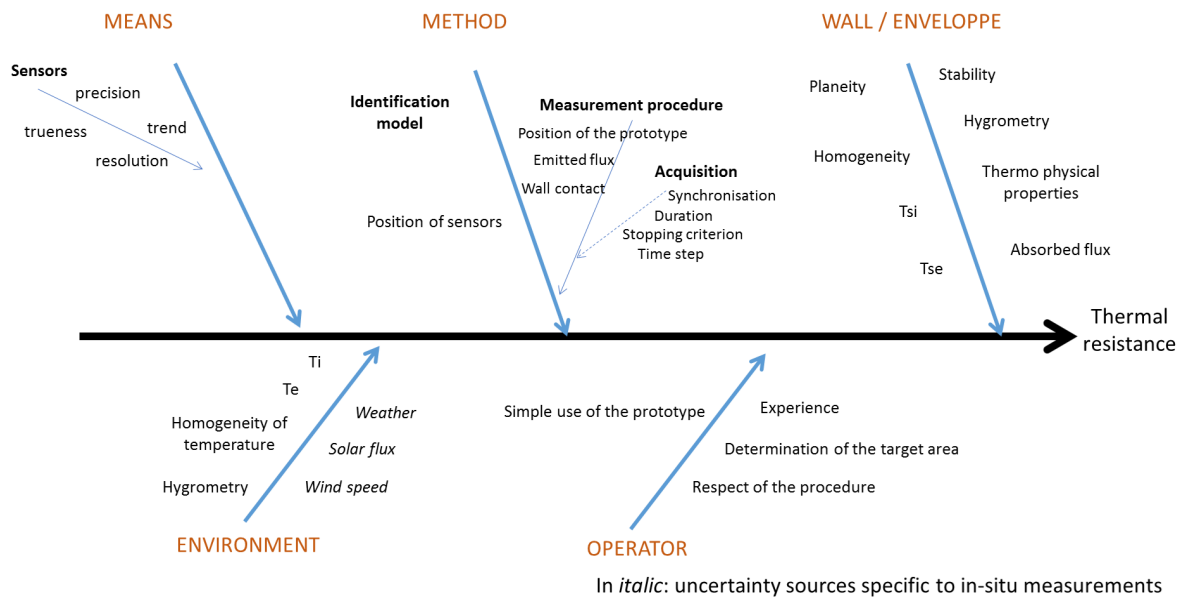 MEANS
METHOD
WALL / ENVELOPPE
Sensors
precision
trueness
trend
resolution
Identification
model
Position of sensors
Measurement procedure
Position of the prototype
Emitted flux
Wall contact
Acquisition
Synchronisation
Duration
Stopping criterion
Time step
Planeity
Homogeneity
Tsi
Tse
Stability
Hygrometry
Thermo physical
properties
Absorbed flux
Thermal
resistance
Ti
Te
Homogeneity of
temperature
Hygrometry
Weather
Solar flux
Wind speed
ENVIRONMENT
Simple use of the prototype
Experience
Determination of the target area
Respect of the procedure
OPERATOR
In italic: uncertainty sources specific to in-situ measurements